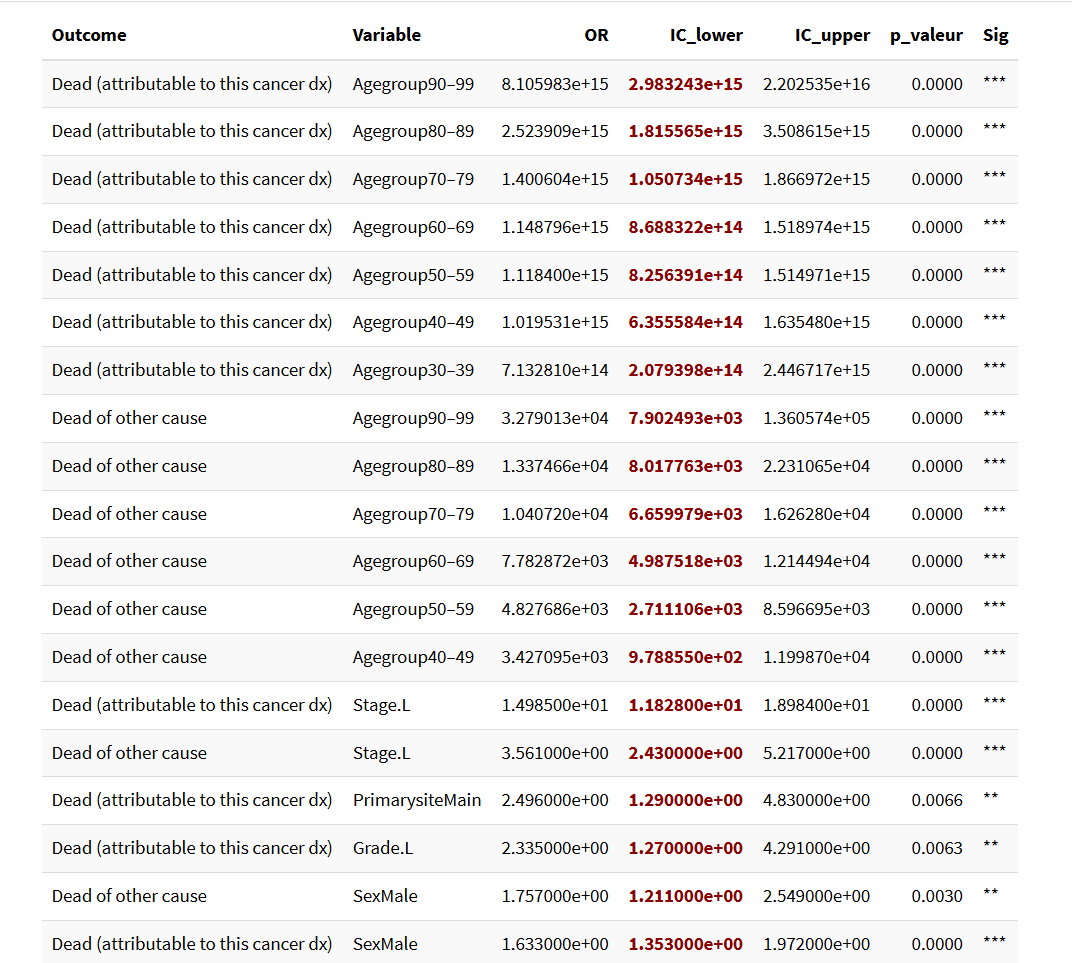 Outcome Variable OR IC_lower IC_upper p_valeur Sig
Dead (attributable to this cancer dx) Agegroup90–99 8.105983e+15 2.983243e+15 2.202535e+16 0.0000 ***
Dead (attributable to this cancer dx) Agegroup80–89 2.523909e+15 1.815565e+15 3.508615e+15 0.0000 ***
Dead (attributable to this cancer dx) Agegroup70–79 1.400604e+15 1.050734e+15 1.866972e+15 0.0000 ***
Dead (attributable to this cancer dx) Agegroup60–69 1.148796e+15 8.688322e+14 1.518974e+15 0.0000 ***
Dead (attributable to this cancer dx) Agegroup50–59 1.118400e+15 8.256391e+14 1.514971e+15 0.0000 ***
Dead (attributable to this cancer dx) Agegroup40–49 1.019531e+15 6.355584e+14 1.635480e+15 0.0000 ***
Dead (attributable to this cancer dx) Agegroup30–39 7.132810e+14 2.079398e+14 2.446717e+15 0.0000 ***
Dead of other cause Agegroup90–99 3.279013e+04 7.902493e+03 1.360574e+05 0.0000 ***
Dead of other cause Agegroup80–89 1.337466e+04 8.017763e+03 2.231065e+04 0.0000 ***
Dead of other cause Agegroup70–79 1.040720e+04 6.659979e+03 1.626280e+04 0.0000 ***
Dead of other cause Agegroup60–69 7.782872e+03 4.987518e+03 1.214494e+04 0.0000 ***
Dead of other cause Agegroup50–59 4.827686e+03 2.711106e+03 8.596695e+03 0.0000 ***
Dead of other cause Agegroup40–49 3.427095e+03 9.788550e+02 1.199870e+04 0.0000 ***
Dead (attributable to this cancer dx) Stage.L 1.498500e+01 1.182800e+01 1.898400e+01 0.0000 ***
Dead of other cause Stage.L 3.561000e+00 2.430000e+00 5.217000e+00 0.0000 ***
Dead (attributable to this cancer dx) PrimarysiteMain 2.496000e+00 1.290000e+00 4.830000e+00 0.0066 **
Dead (attributable to this cancer dx) Grade.L 2.335000e+00 1.270000e+00 4.291000e+00 0.0063 **
Dead of other cause SexMale 1.757000e+00 1.211000e+00 2.549000e+00 0.0030 **
Dead (attributable to this cancer dx) SexMale 1.633000e+00 1.353000e+00 1.972000e+00 0.0000 ***